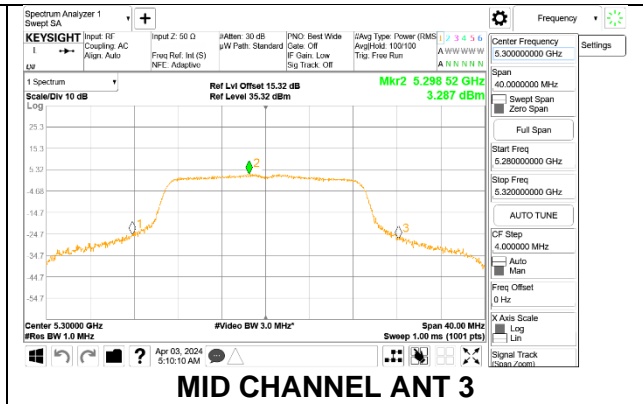 Spectrum Analyzer 1
Swept SA
Frequency
KEYSIGHT
Input: RF
Coupling: AC
Align: Auto
Input Z: 50 Ω
Freq Ref: Int (S)
NFE: Adaptive
#Atten: 30 dB
µW Path: Standard
PNO: Best Wide
Gate: Off
IF Gain: Low
Sig Track: Off
#Avg Type: Power (RMS
Avg|Hold: 100/100
Trig: Free Run
1 2 3 4 5 6
A W W W W W
A N N N N N
Settings
Center Frequency
5.300000000 GHz
Span
40.0000000 MHz
Swept Span
Zero Span
Full Span
Start Freq
5.280000000 GHz
Stop Freq
5.320000000 GHz
AUTO TUNE
CF Step
4.000000 MHz
Auto
Man
Freq Offset
0 Hz
X Axis Scale
Log
Lin
Signal Track
(Span Zoom)
1 Spectrum
Scale/Div 10 dB
Log
Ref Lvl Offset 15.32 dB
Ref Level 35.32 dBm
Mkr2 5.298 52 GHz
3.287 dBm
25.3
15.3
5.32
-4.68
-14.7
-24.7
-34.7
-44.7
-54.7
1
2
3
Center 5.30000 GHz
#Res BW 1.0 MHz
#Video BW 3.0 MHz*
Span 40.00 MHz
Sweep 1.00 ms (1001 pts)
Apr 03, 2024
5:10:10 AM
MID CHANNEL ANT 3